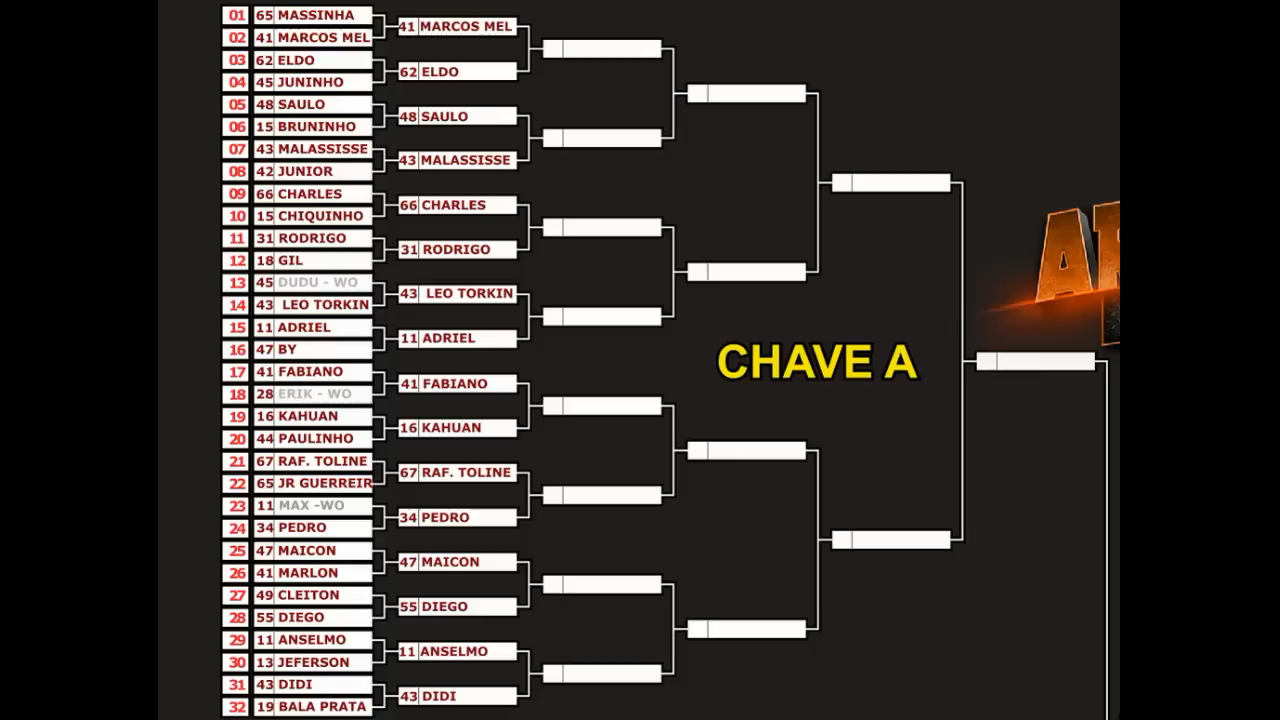 01 65 MASSINHA
02 41 MARCOS MEL
03 62 ELDO
04 45 JUNINHO
05 48 SAULO
06 15 BRUNINHO
07 43 MALASSISSE
08 42 JUNIOR
09 66 CHARLES
10 15 CHIQUINHO
11 31 RODRIGO
12 18 GIL
13 45 DUDU - WO
14 43 LEO TORKIN
15 11 ADRIEL
16 47 BY
17 41 FABIANO
18 28 ERIK - WO
19 16 KAHUAN
20 44 PAULINHO
21 67 RAF. TOLINE
22 65 JR GUERREIR
23 11 MAX -WO
24 34 PEDRO
25 47 MAICON
26 41 MARLON
27 49 CLEITON
28 55 DIEGO
29 11 ANSELMO
30 13 JEFERSON
31 43 DIDI
32 19 BALA PRATA
41 MARCOS MEL
62 ELDO
48 SAULO
43 MALASSISSE
66 CHARLES
31 RODRIGO
43 LEO TORKIN
11 ADRIEL
41 FABIANO
16 KAHUAN
67 RAF. TOLINE
34 PEDRO
47 MAICON
55 DIEGO
11 ANSELMO
43 DIDI
CHAVE A